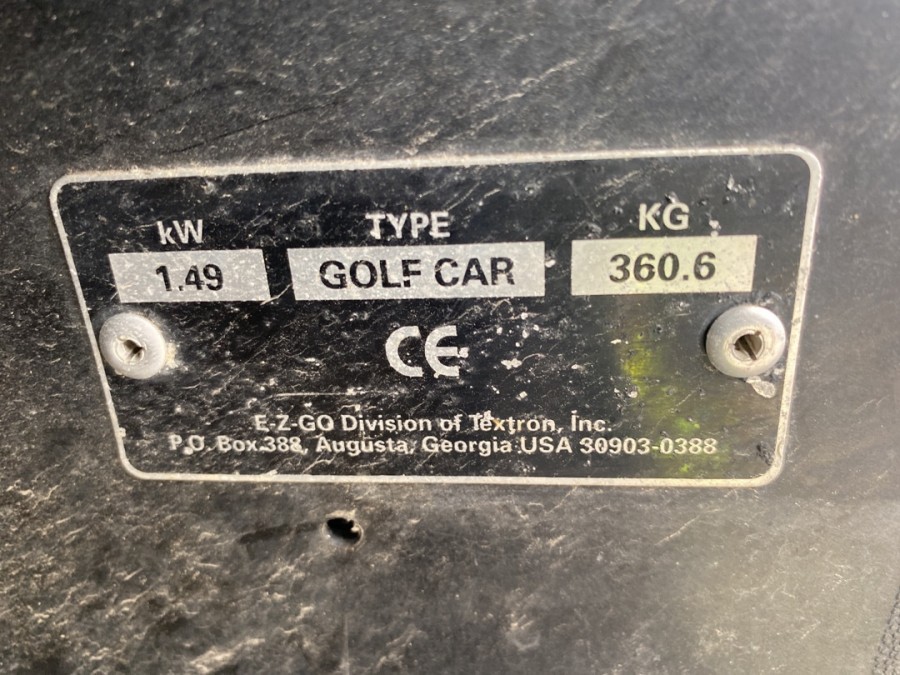 kW TYPE KG
1.49 GOLF CAR 360.6
CE
E-Z-GO Division of Textron, Inc.
P.O. Box 388, Augusta, Georgia USA 30903-0388